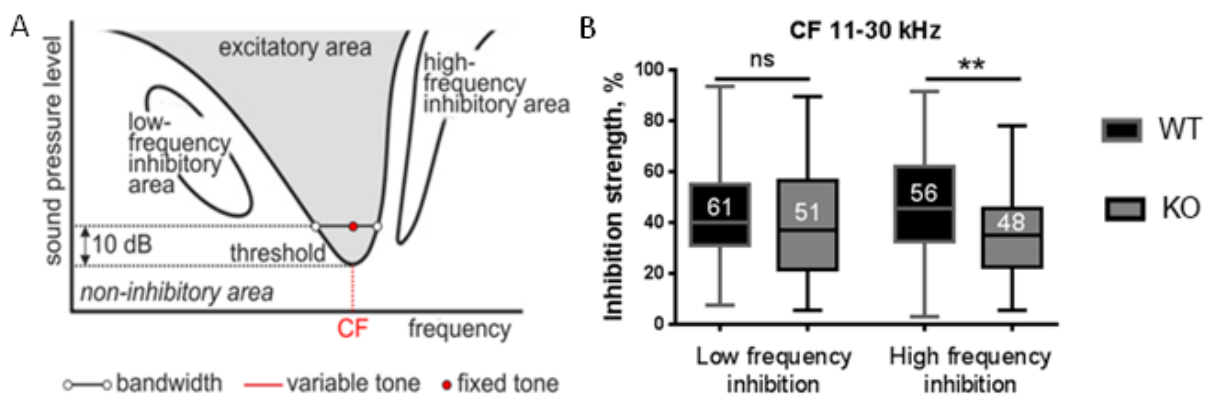 A
sound pressure level
excitatory area
high-
frequency
inhibitory area
low-
frequency
inhibitory
area
10 dB
threshold
non-inhibitory area
CF
frequency
bandwidth
variable tone
fixed tone
B
CF 11-30 kHz
Inhibition strength, %
100
80
60
40
20
0
ns
**
61
51
56
48
Low frequency
inhibition
High frequency
inhibition
WT
KO